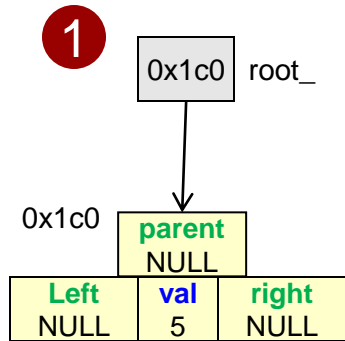 1
0x1c0 root_
0x1c0
parent
NULL
Left val right
NULL 5 NULL